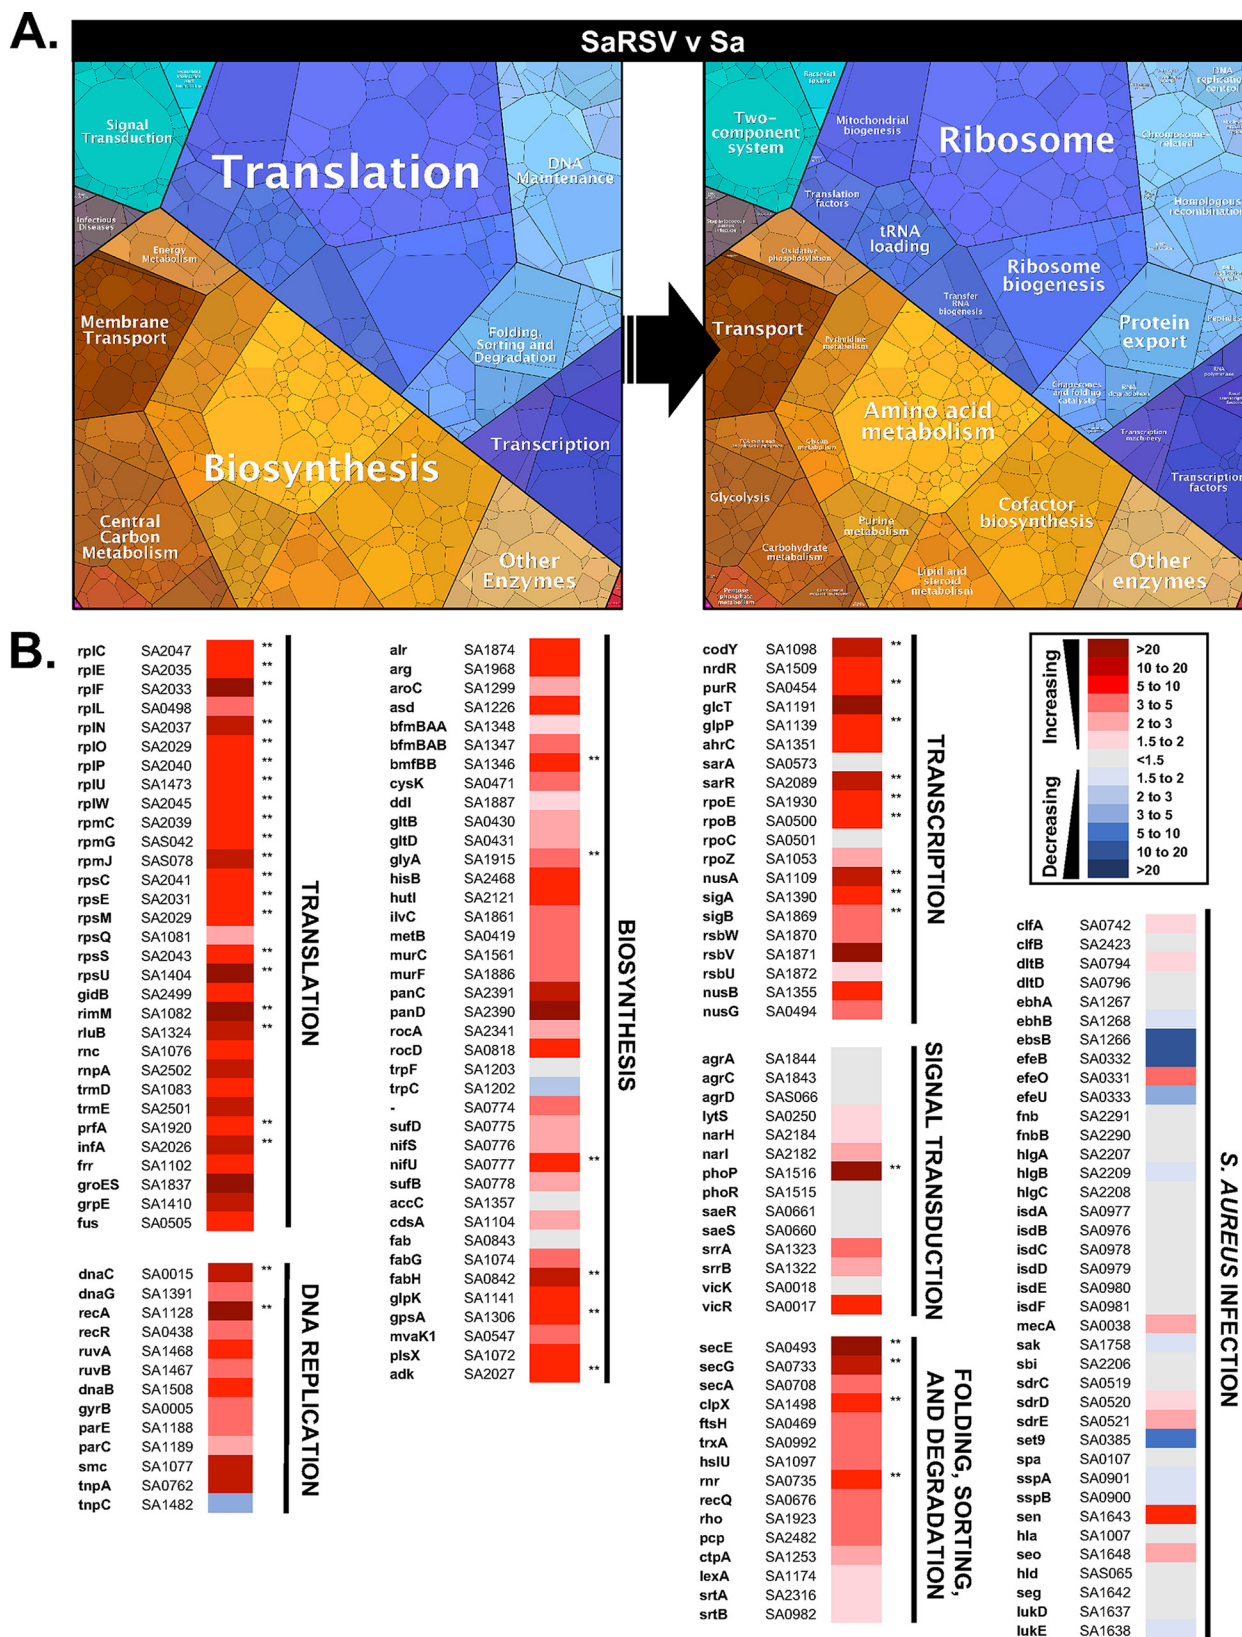 A.
SaRSV v Sa
Signal
Transduction
Translation
DNA
Maintenance
Infectious
Diseases
Energy
Metabolism
Membrane
Transport
Folding,
Sorting and
Degradation
Biosynthesis
Transcription
Central
Carbon
Metabolism
Other
Enzymes
Bacterial
toxins
Two-
component
system
Mitochondrial
biogenesis
Ribosome
DNA
replication
control
Chromosome-
related
Translation
factors
Homologous
recombination
tRNA
loading
Oxidative
phosphorylation
Ribosome
biogenesis
Transfer
RNA
biogenesis
Transport
Pyrimidine
metabolism
Protein
export
Peptidases
RNA
polymerase
Chaperones
and folding
catalysts
RNA
degradation
Amino acid
metabolism
Glycan
metabolism
Transcription
machinery
Glycolysis
Transcription
factors
Cofactor
biosynthesis
Purine
metabolism
Carbohydrate
metabolism
Lipid and
steroid
metabolism
Other
enzymes
Pentose
phosphate
metabolism
B.
rplC SA2047 **
rplE SA2035 **
rplF SA2033 **
rplL SA0498
rplN SA2037 **
rplO SA2029 **
rplP SA2040 **
rplU SA1473 **
rplW SA2045 **
rpmC SA2039 **
rpmG SAS042 **
rpmJ SAS078 **
rpsC SA2041 **
rpsE SA2031 **
rpsM SA2029 **
rpsQ SA1081
rpsS SA2043 **
rpsU SA1404 **
gidB SA2499
rimM SA1082 **
rluB SA1324 **
rnc SA1076
rnpA SA2502
trmD SA1083
trmE SA2501
prfA SA1920 **
infA SA2026 **
frr SA1102
groES SA1837
grpE SA1410
fus SA0505
TRANSLATION
dnaC SA0015 **
dnaG SA1391
recA SA1128 **
recR SA0438
ruvA SA1468
ruvB SA1467
dnaB SA1508
gyrB SA0005
parE SA1188
parC SA1189
smc SA1077
tnpA SA0762
tnpC SA1482
DNA REPLICATION
alr SA1874
arg SA1968
aroC SA1299
asd SA1226
bfmBAA SA1348
bfmBAB SA1347
bmfBB SA1346 **
cysK SA0471
ddl SA1887
gltB SA0430
gltD SA0431
glyA SA1915 **
hisB SA2468
hutI SA2121
ilvC SA1861
metB SA0419
murC SA1561
murF SA1886
panC SA2391
panD SA2390
rocA SA2341
rocD SA0818
trpF SA1203
trpC SA1202
- SA0774
sufD SA0775
nifS SA0776
nifU SA0777 **
sufB SA0778
accC SA1357
cdsA SA1104
fab SA0843
fabG SA1074
fabH SA0842 **
glpK SA1141
gpsA SA1306 **
mvaK1 SA0547
plsX SA1072
adk SA2027 **
BIOSYNTHESIS
codY SA1098 **
nrdR SA1509
purR SA0454 **
glcT SA1191
glpP SA1139 **
ahrC SA1351
sarA SA0573
sarR SA2089 **
rpoE SA1930 **
rpoB SA0500 **
rpoC SA0501
rpoZ SA1053
nusA SA1109 **
sigA SA1390 **
sigB SA1869 **
rsbW SA1870
rsbV SA1871
rsbU SA1872
nusB SA1355
nusG SA0494
TRANSCRIPTION
agrA SA1844
agrC SA1843
agrD SAS066
lytS SA0250
narH SA2184
narI SA2182
phoP SA1516 **
phoR SA1515
saeR SA0661
saeS SA0660
srrA SA1323
srrB SA1322
vicK SA0018
vicR SA0017
SIGNAL TRANSDUCTION
secE SA0493 **
secG SA0733 **
secA SA0708
clpX SA1498 **
ftsH SA0469
trxA SA0992
hslU SA1097
rnr SA0735 **
recQ SA0676
rho SA1923
pcp SA2482
ctpA SA1253
lexA SA1174
srtA SA2316
srtB SA0982
FOLDING, SORTING,
AND DEGRADATION
Increasing
Decreasing
>20
10 to 20
5 to 10
3 to 5
2 to 3
1.5 to 2
<1.5
1.5 to 2
2 to 3
3 to 5
5 to 10
10 to 20
>20
clfA SA0742
clfB SA2423
dltB SA0794
dltD SA0796
ebhA SA1267
ebhB SA1268
ebsB SA1266
efeB SA0332
efeO SA0331
efeU SA0333
fnb SA2291
fnbB SA2290
hlgA SA2207
hlgB SA2209
hlgC SA2208
isdA SA0977
isdB SA0976
isdC SA0978
isdD SA0979
isdE SA0980
isdF SA0981
mecA SA0038
sak SA1758
sbi SA2206
sdrC SA0519
sdrD SA0520
sdrE SA0521
set9 SA0385
spa SA0107
sspA SA0901
sspB SA0900
sen SA1643
hla SA1007
seo SA1648
hld SAS065
seg SA1642
lukD SA1637
lukE SA1638
S. AUREUS INFECTION